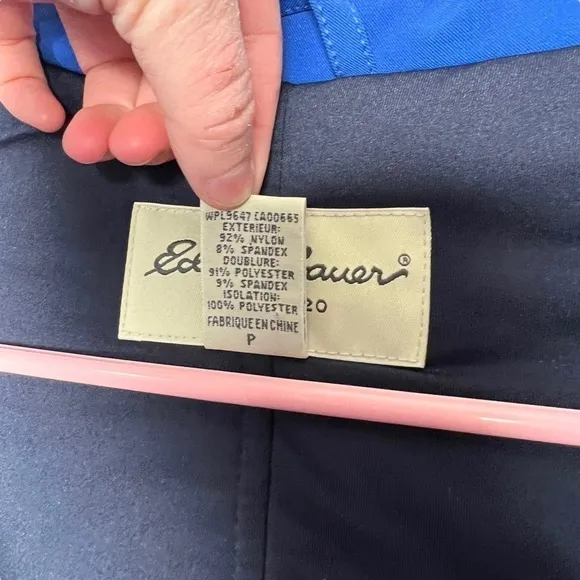 WPL9647 CA00665
EXTERIEUR:
92% NYLON
8% SPANDEX
DOUBLURE:
91% POLYESTER
9% SPANDEX
ISOLATION:
100% POLYESTER
FABRIQUE EN CHINE
P
®
20